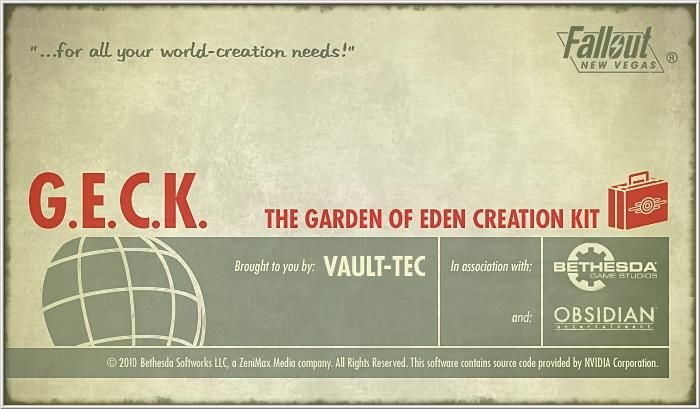 "...for all your world-creation needs!"
Fallout
NEW VEGAS ®
G.E.C.K.
THE GARDEN OF EDEN CREATION KIT
Brought to you by: VAULT-TEC
In association with:
BETHESDA
GAME STUDIOS
and:
OBSIDIAN
entertainment
© 2010 Bethesda Softworks LLC, a ZeniMax Media company. All Rights Reserved. This software contains source code provided by NVIDIA Corporation.